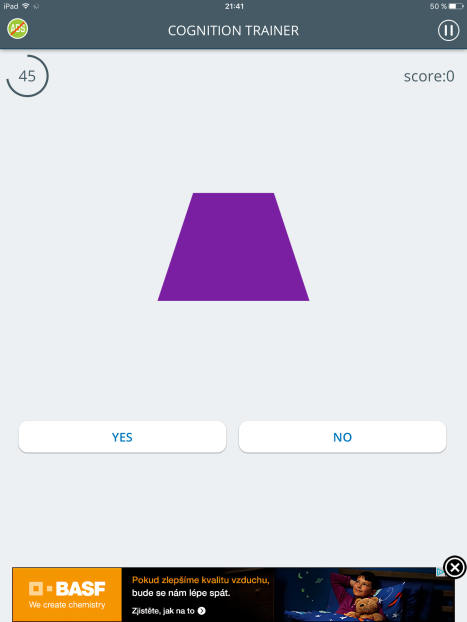 iPad 21:41 50 %
ADS COGNITION TRAINER
45 score:0
YES NO
BASF
We create chemistry
Pokud zlepšíme kvalitu vzduchu,
bude se nám lépe spát.
Zjistěte, jak na to